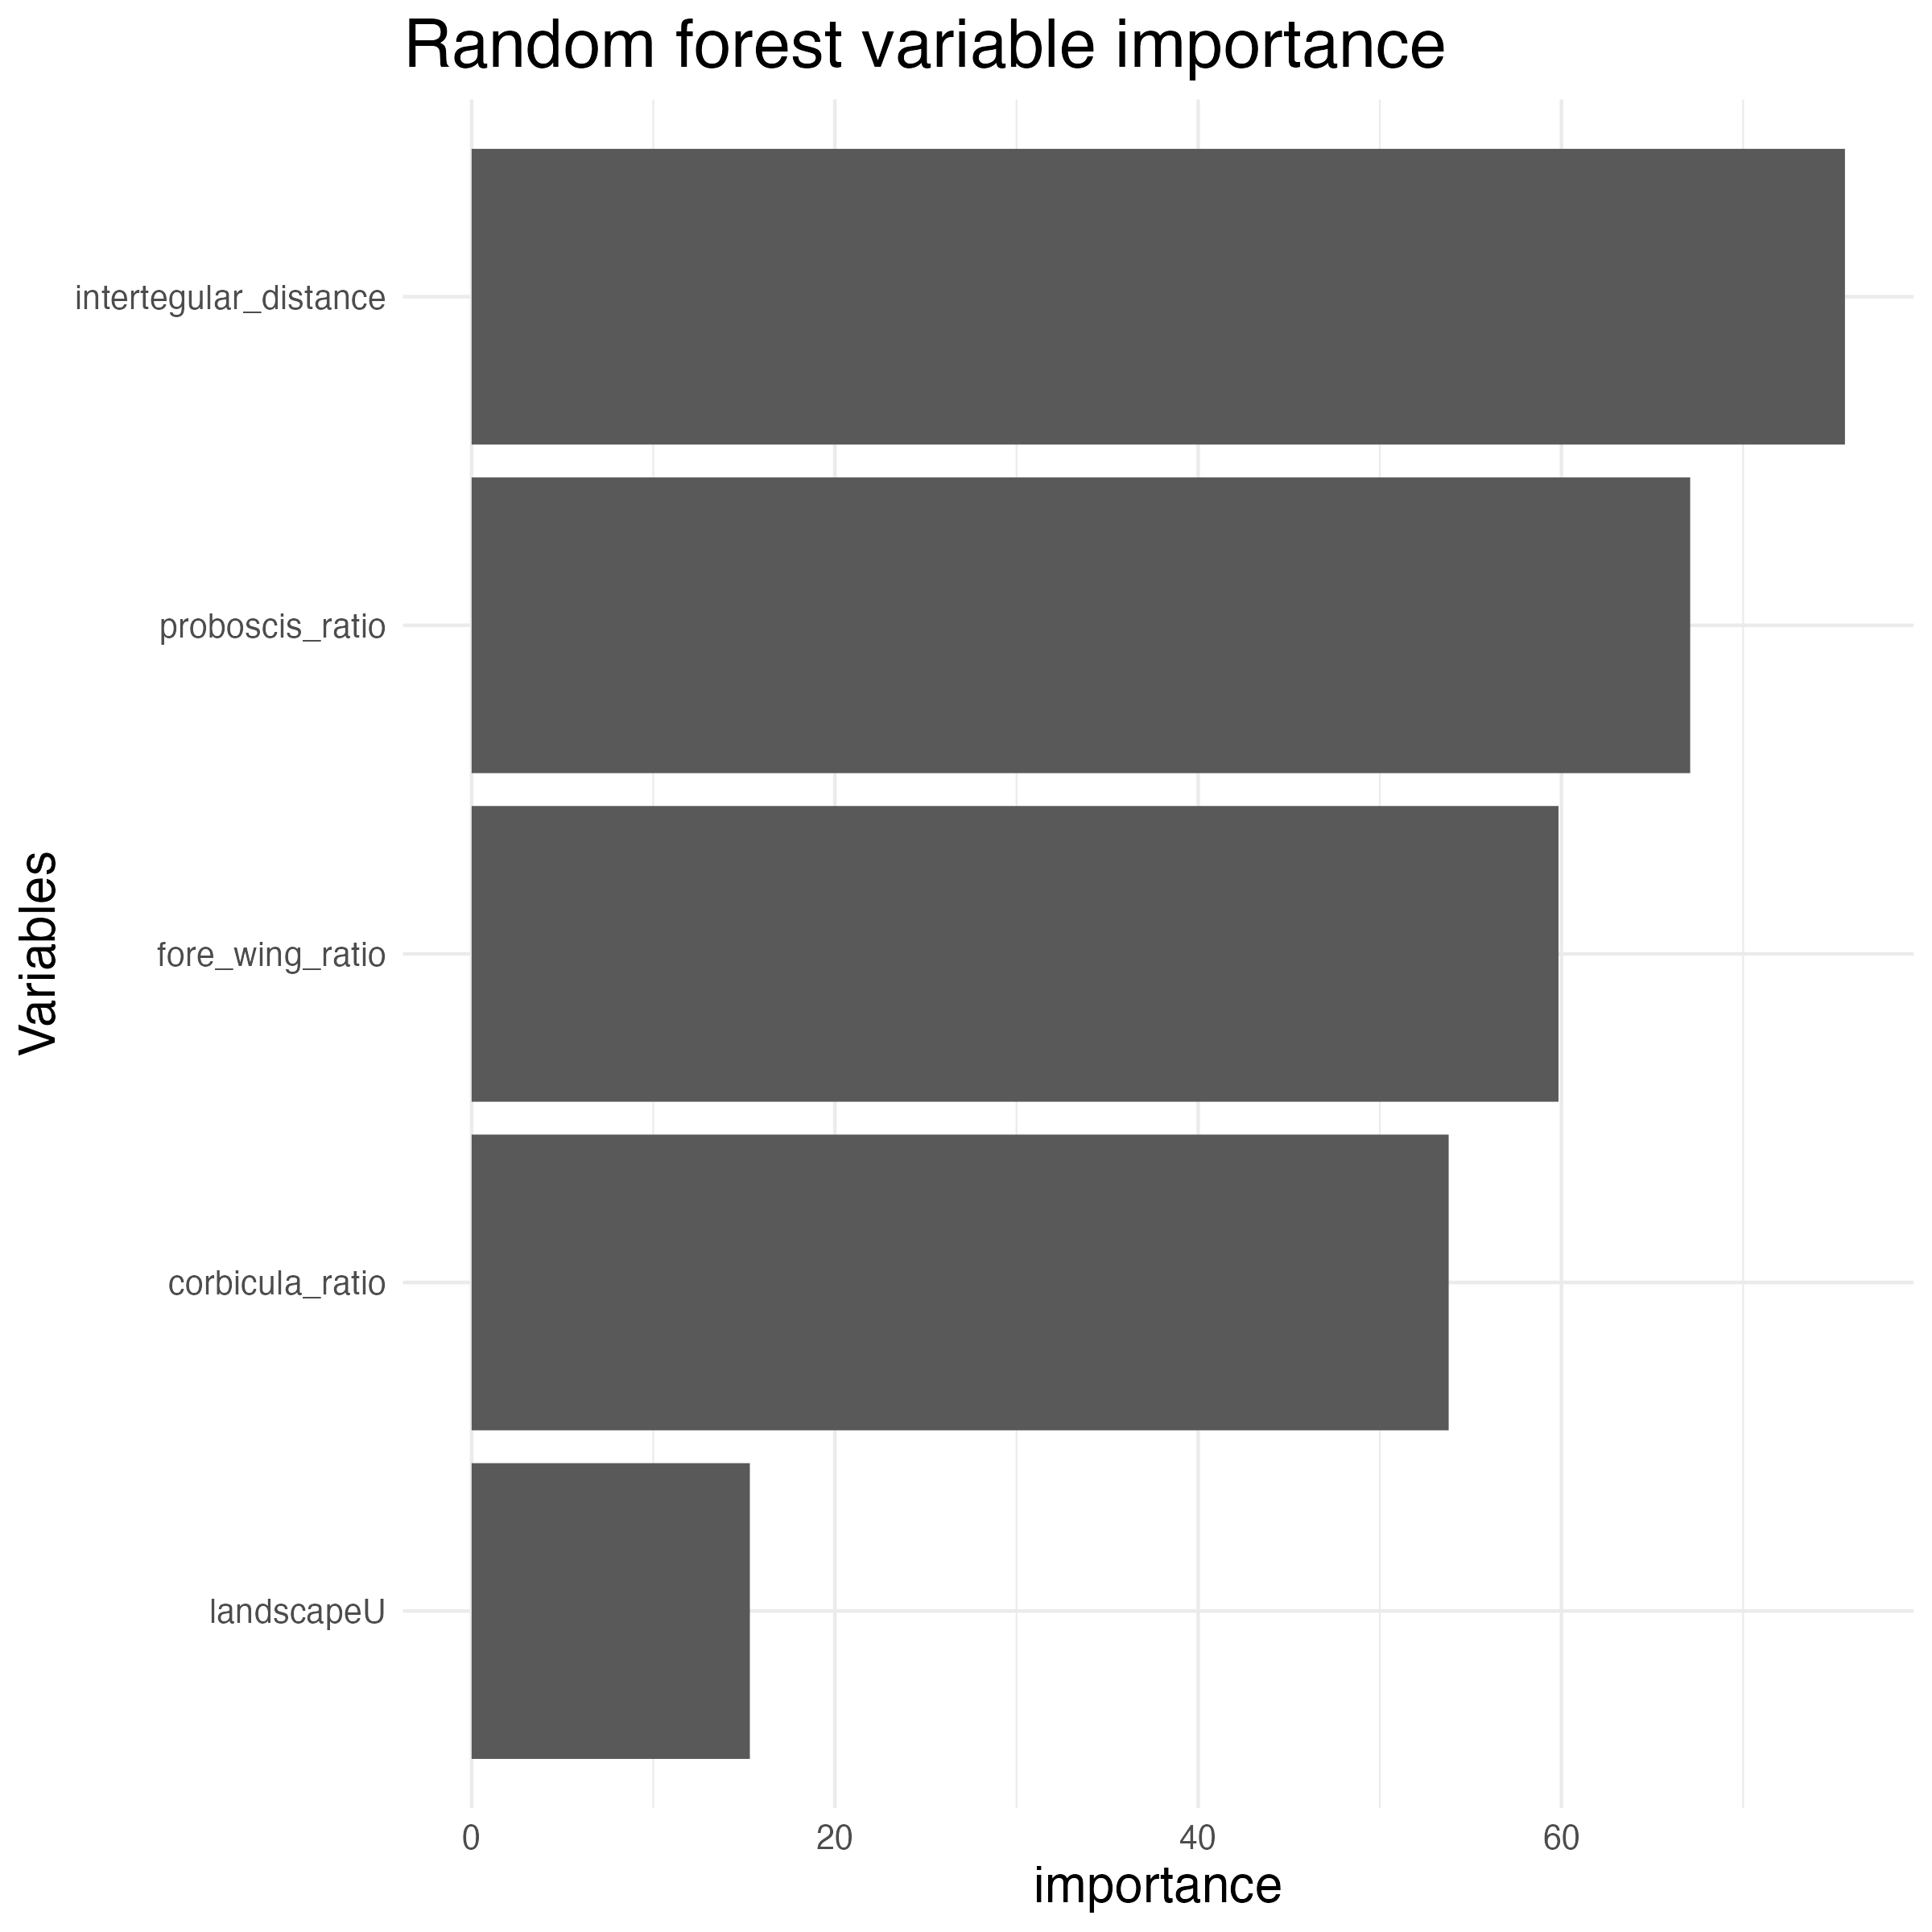 Random forest variable importance
intertegular_distance
proboscis_ratio
fore_wing_ratio
corbicula_ratio
landscapeU
Variables
0 20 40 60
importance